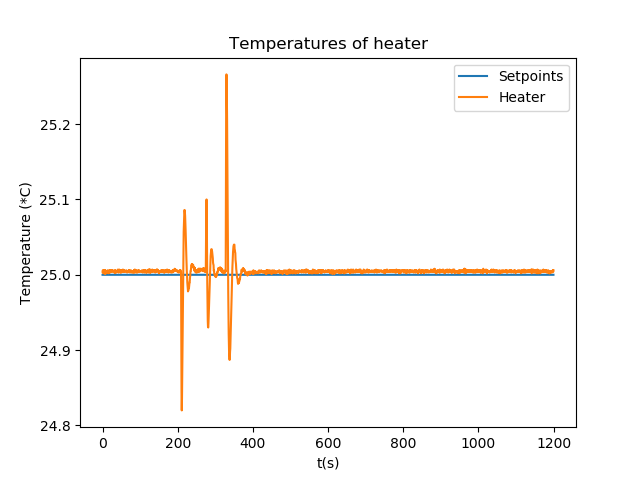 Temperatures of heater
Setpoints
Heater
25.2
25.1
25.0
24.9
24.8
Temperature (*C)
0 200 400 600 800 1000 1200
t(s)